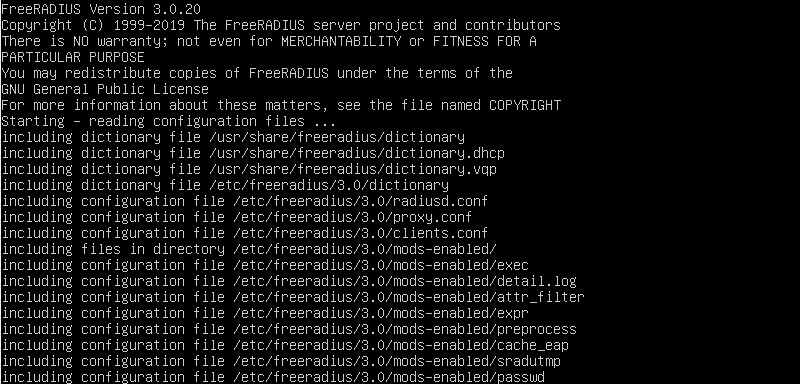 FreeRADIUS Version 3.0.20
Copyright (C) 1999-2019 The FreeRADIUS server project and contributors
There is NO warranty; not even for MERCHANTABILITY or FITNESS FOR A
PARTICULAR PURPOSE
You may redistribute copies of FreeRADIUS under the terms of the
GNU General Public License
For more information about these matters, see the file named COPYRIGHT
Starting - reading configuration files ...
including dictionary file /usr/share/freeradius/dictionary
including dictionary file /usr/share/freeradius/dictionary.dhcp
including dictionary file /usr/share/freeradius/dictionary.vqp
including dictionary file /etc/freeradius/3.0/dictionary
including configuration file /etc/freeradius/3.0/radiusd.conf
including configuration file /etc/freeradius/3.0/proxy.conf
including configuration file /etc/freeradius/3.0/clients.conf
including files in directory /etc/freeradius/3.0/mods-enabled/
including configuration file /etc/freeradius/3.0/mods-enabled/exec
including configuration file /etc/freeradius/3.0/mods-enabled/detail.log
including configuration file /etc/freeradius/3.0/mods-enabled/attr_filter
including configuration file /etc/freeradius/3.0/mods-enabled/expr
including configuration file /etc/freeradius/3.0/mods-enabled/preprocess
including configuration file /etc/freeradius/3.0/mods-enabled/cache_eap
including configuration file /etc/freeradius/3.0/mods-enabled/sradutmp
including configuration file /etc/freeradius/3.0/mods-enabled/passwd